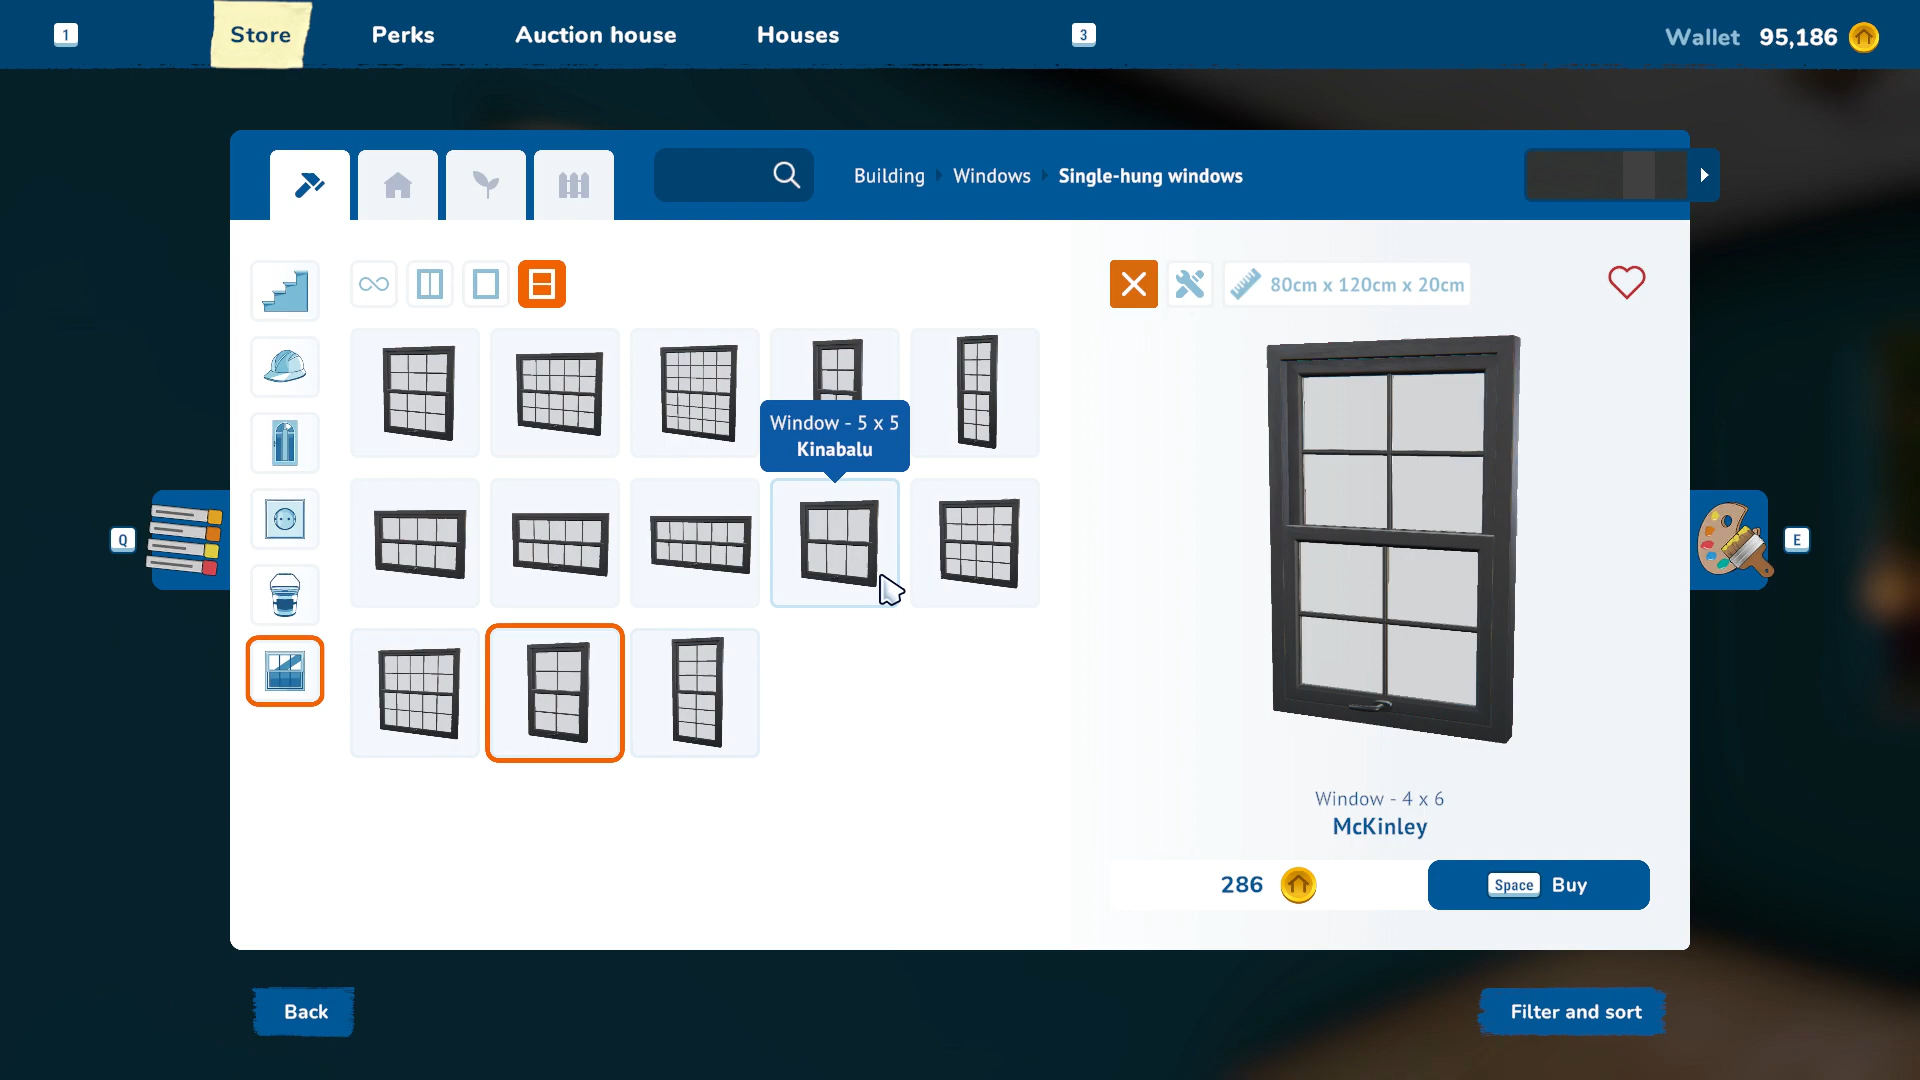 1
Store
Perks
Auction house
Houses
3
Wallet 95,186
Building
Windows
Single-hung windows
80cm x 120cm x 20cm
Window - 5 x 5
Kinabalu
Q
E
Window - 4 x 6
McKinley
286
Space Buy
Back
Filter and sort